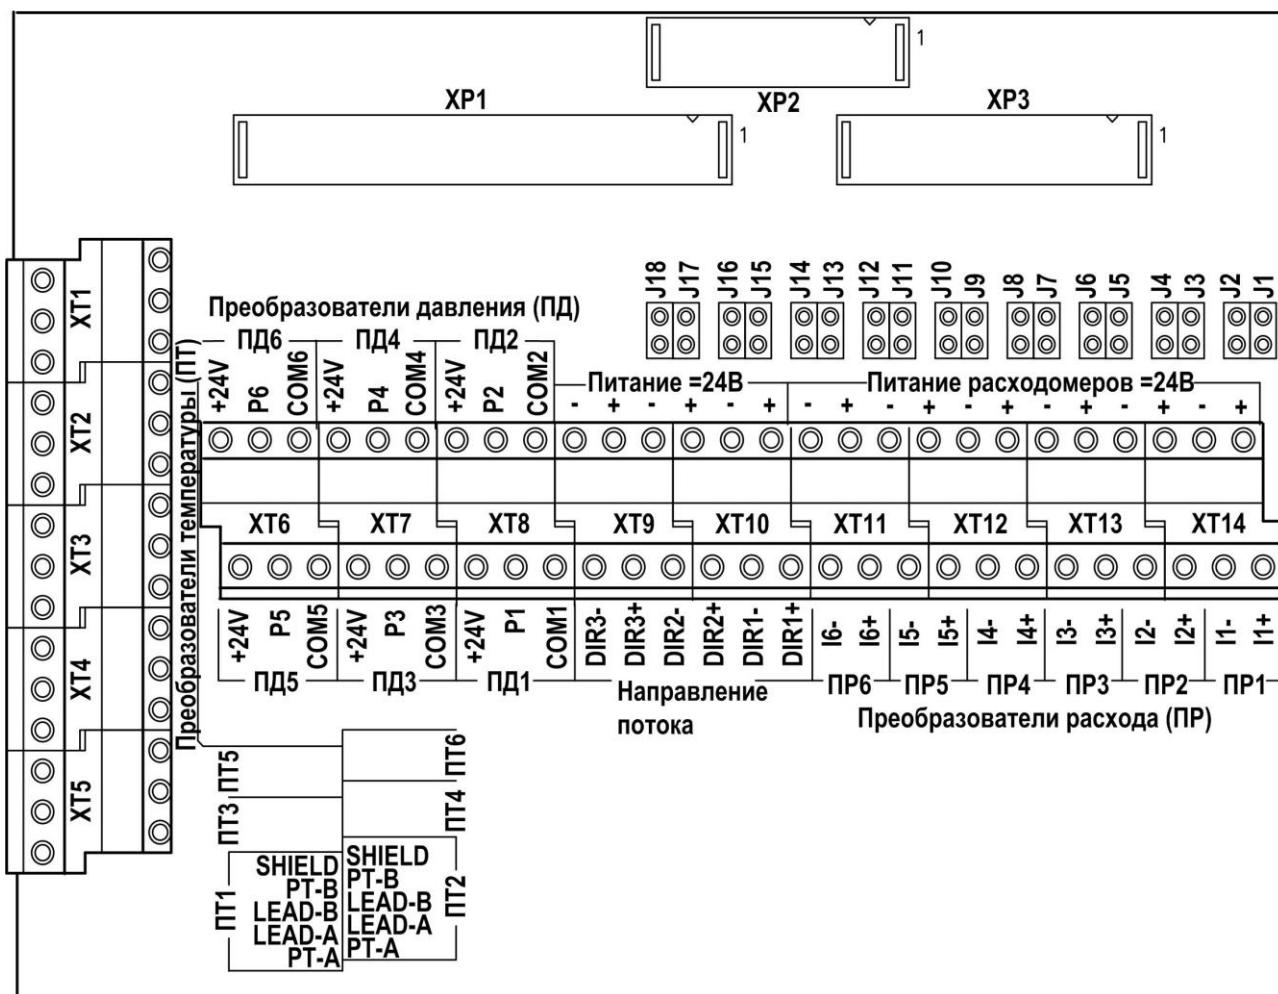 1
XP1
XP2
XP3
1
1
J18 J17 J16 J15 J14 J13 J12 J11 J10 J9 J8 J7 J6 J5 J4 J3 J2 J1
Преобразователи давления (ПД)
ПД6 ПД4 ПД2
+24V P6 COM6 +24V P4 COM4 +24V P2 COM2
Питание =24В
Питание расходомеров =24В
- + - + - + - + - + - + - + - + - +
XT1
XT2
XT3
XT4
XT5
Преобразователи температуры (ПТ)
XT6 XT7 XT8 XT9 XT10 XT11 XT12 XT13 XT14
+24V P5 COM5 +24V P3 COM3 +24V P1 COM1 DIR3- DIR3+ DIR2- DIR2+ DIR1- DIR1+ I6- I6+ I5- I5+ I4- I4+ I3- I3+ I2- I2+ I1- I1+
ПД5 ПД3 ПД1
Направление
потока
ПР6 ПР5 ПР4 ПР3 ПР2 ПР1
Преобразователи расхода (ПР)
ПТ5 ПТ6
ПТ3 ПТ4
ПТ1
SHIELD
PT-B
LEAD-B
LEAD-A
PT-A
SHIELD
PT-B
LEAD-B
LEAD-A
PT-A
ПТ2